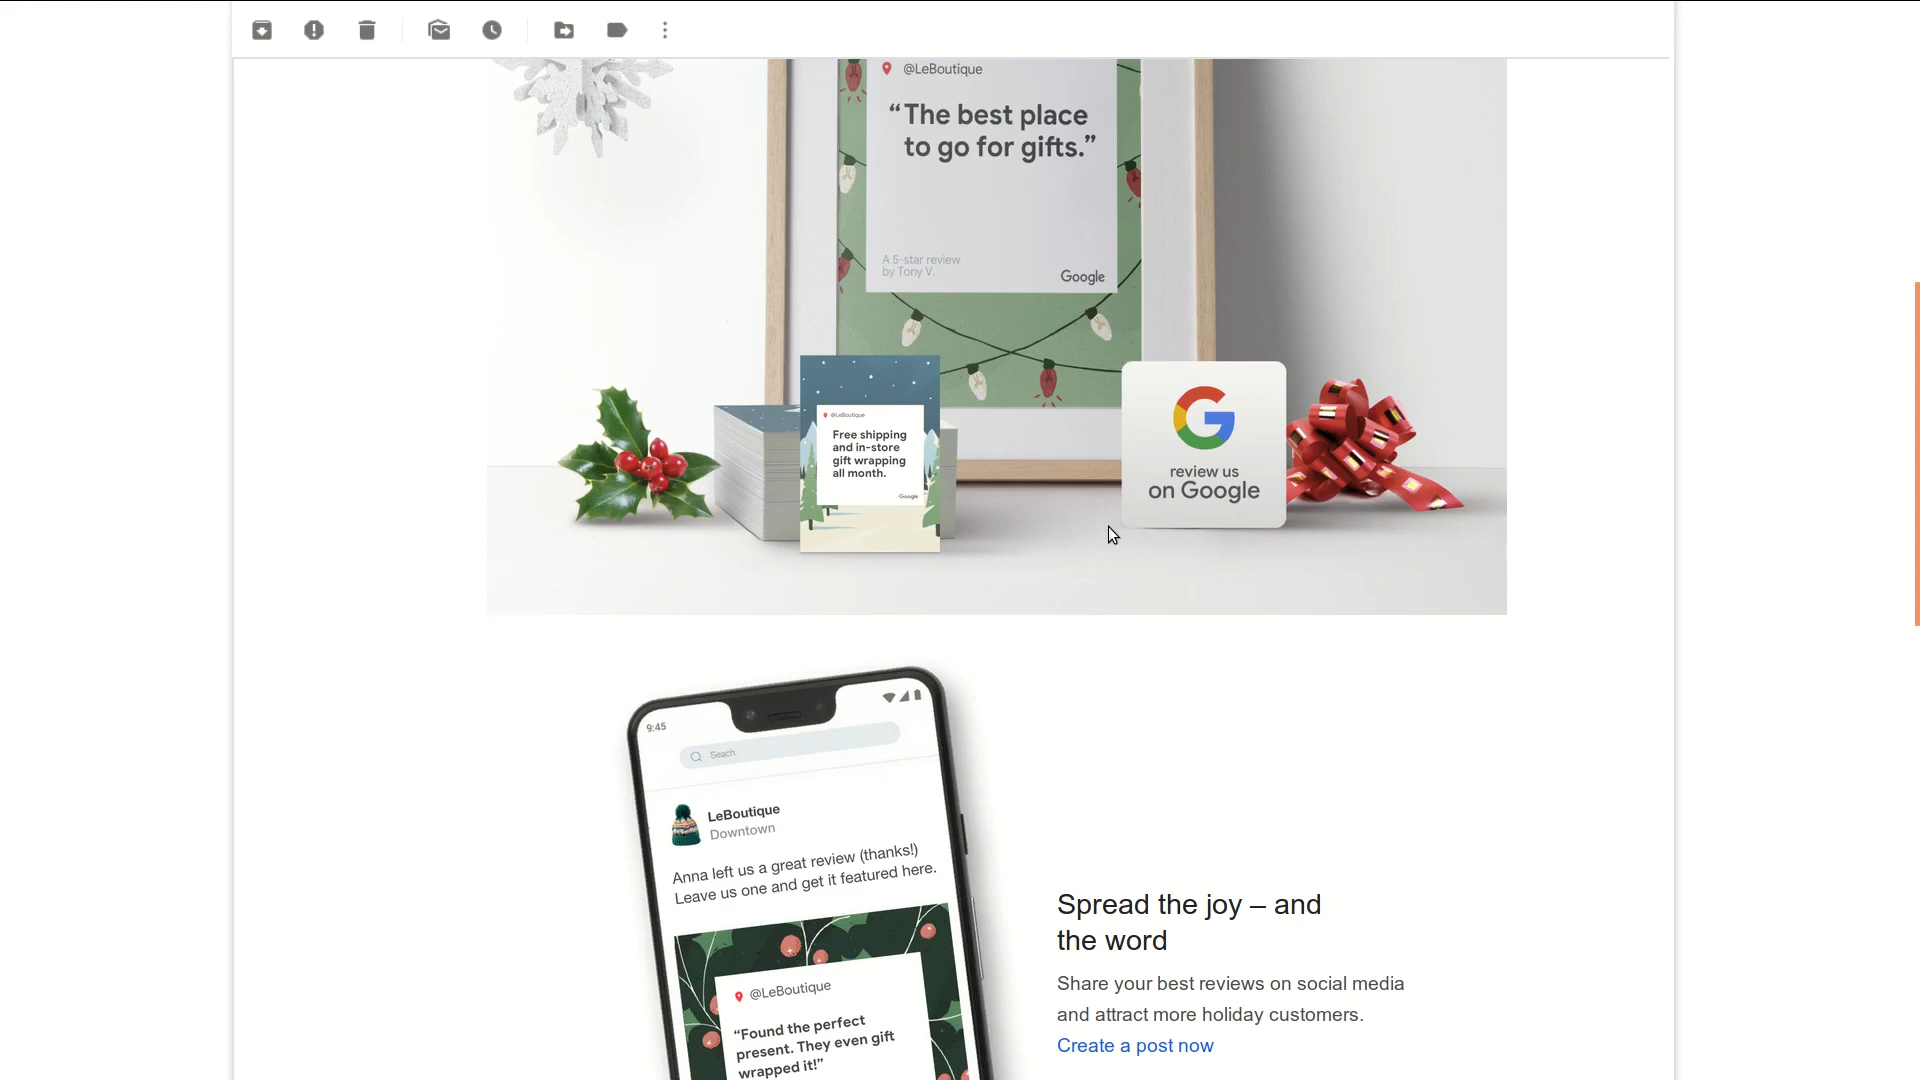 @LeBoutique
“The best place
to go for gifts.”
A 5-star review
by Tony V.
Google
@LeBoutique
Free shipping
and in-store
gift wrapping
all month.
Google
review us
on Google
9:45
Seach
LeBoutique
Downtown
Anna left us a great review (thanks!)
Leave us one and get it featured here.
@LeBoutique
“Found the perfect
present. They even gift
wrapped it!”
Spread the joy – and
the word
Share your best reviews on social media
and attract more holiday customers.
Create a post now